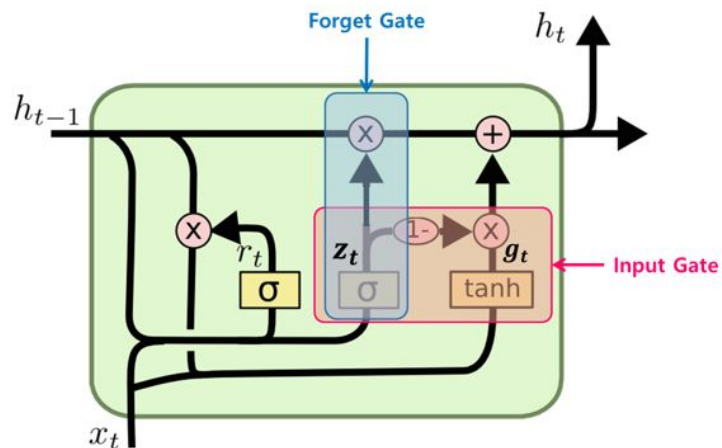 Forget Gate
h_t
h_{t-1}
x
+
x
r_t
z_t
1-
x
g_t
σ
σ
tanh
Input Gate
x_t